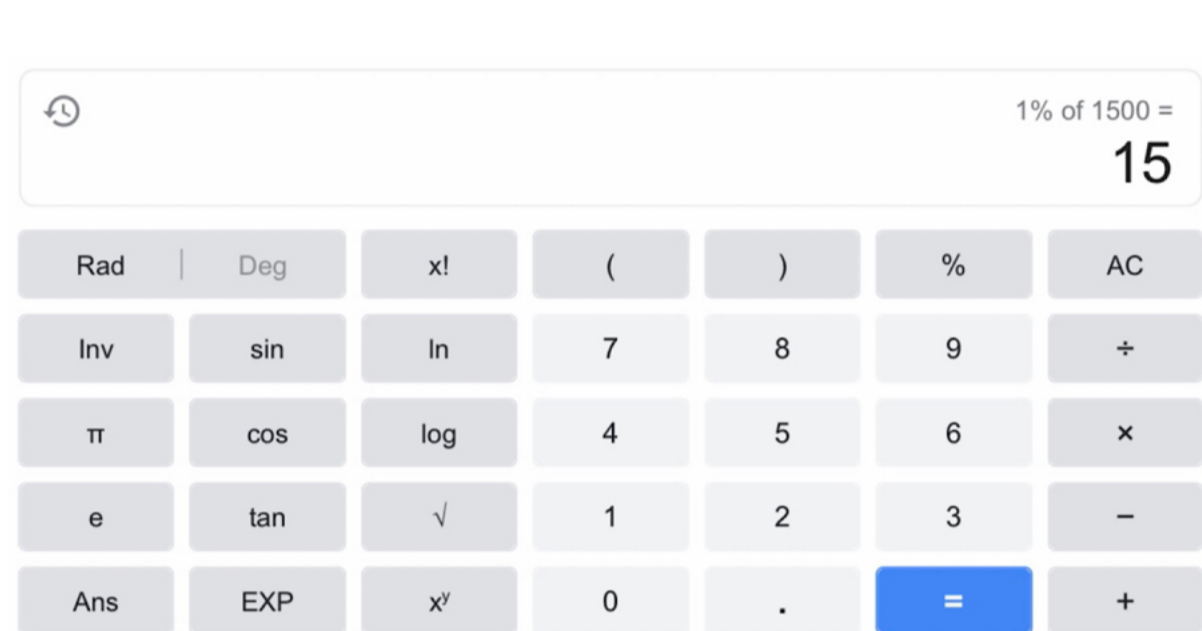 1% of 1500 =
15
Rad | Deg x! ( ) % AC
Inv sin ln 7 8 9 ÷
π cos log 4 5 6 ×
e tan √ 1 2 3 −
Ans EXP xʸ 0 . = +